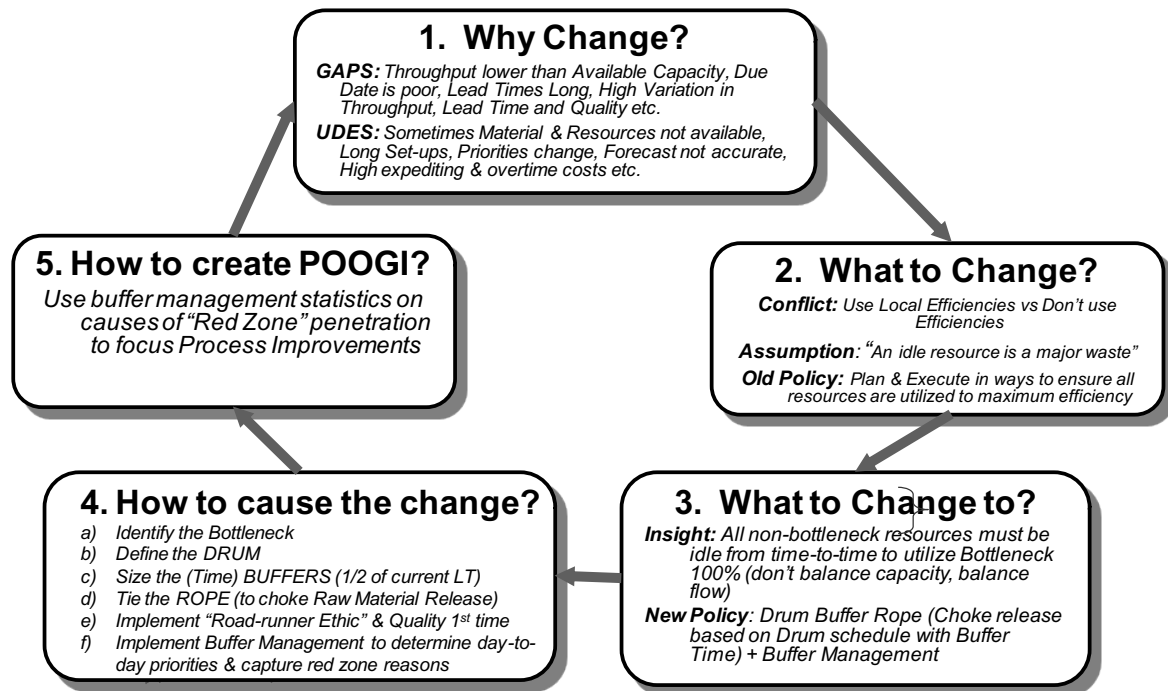 1. Why Change?
GAPS: Throughput lower than Available Capacity, Due
Date is poor, Lead Times Long, High Variation in
Throughput, Lead Time and Quality etc.
UDES: Sometimes Material & Resources not available,
Long Set-ups, Priorities change, Forecast not accurate,
High expediting & overtime costs etc.
2. What to Change?
Conflict: Use Local Efficiencies vs Don't use
Efficiencies
Assumption: "An idle resource is a major waste"
Old Policy: Plan & Execute in ways to ensure all
resources are utilized to maximum efficiency
3. What to Change to?
Insight: All non-bottleneck resources must be
idle from time-to-time to utilize Bottleneck
100% (don't balance capacity, balance
flow)
New Policy: Drum Buffer Rope (Choke release
based on Drum schedule with Buffer
Time) + Buffer Management
4. How to cause the change?
a) Identify the Bottleneck
b) Define the DRUM
c) Size the (Time) BUFFERS (1/2 of current LT)
d) Tie the ROPE (to choke Raw Material Release)
e) Implement "Road-runner Ethic" & Quality 1st time
f) Implement Buffer Management to determine day-to-
day priorities & capture red zone reasons
5. How to create POOGI?
Use buffer management statistics on
causes of "Red Zone" penetration
to focus Process Improvements